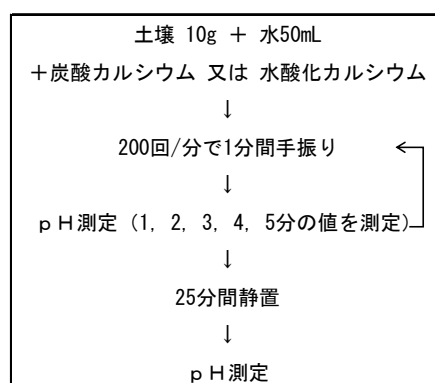 土壌 10g + 水50mL
+炭酸カルシウム 又は 水酸化カルシウム
↓
200回/分で1分間手振り
↓
pH測定 (1, 2, 3, 4, 5分の値を測定)
↓
25分間静置
↓
pH測定